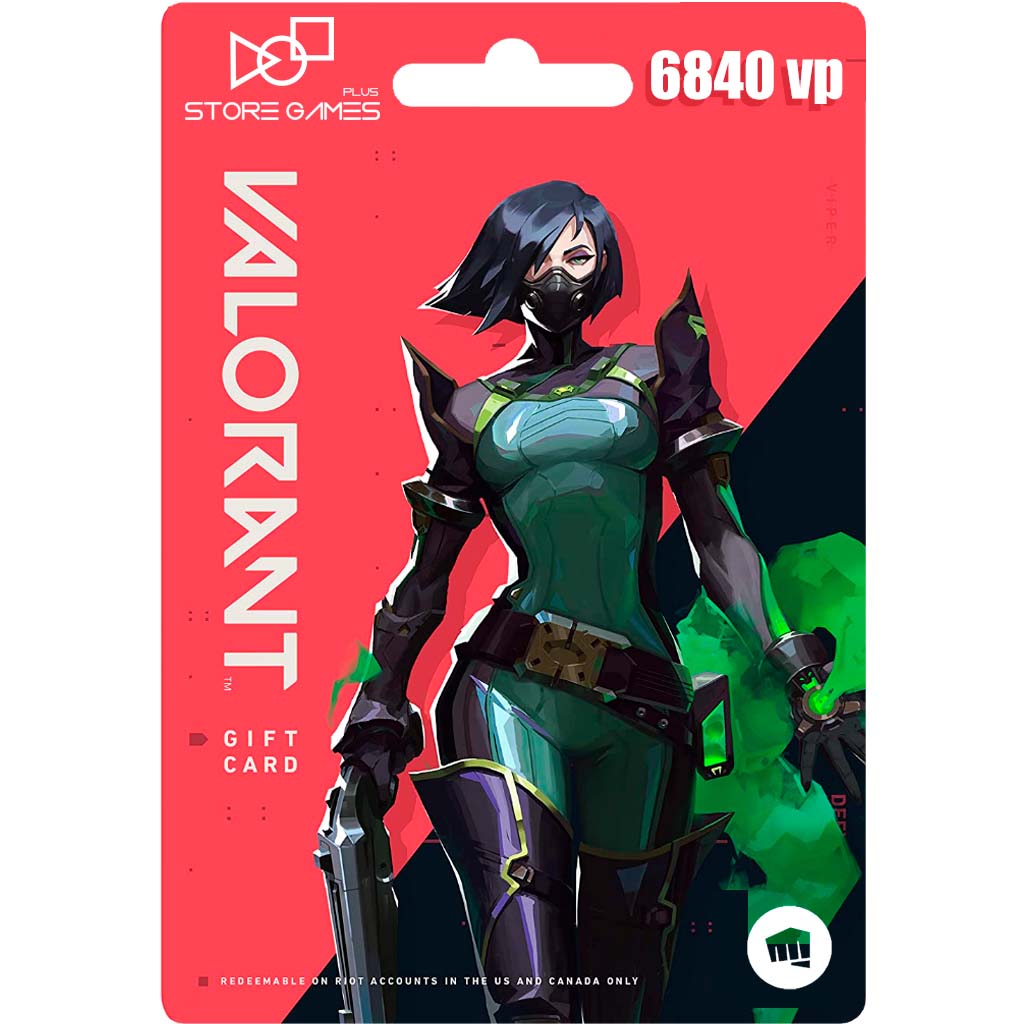 PLUS
STORE GAMES
6840 vp
VIPER
VALORANT
TM
GIFT
CARD
REDEEMABLE ON RIOT ACCOUNTS IN THE US AND CANADA ONLY